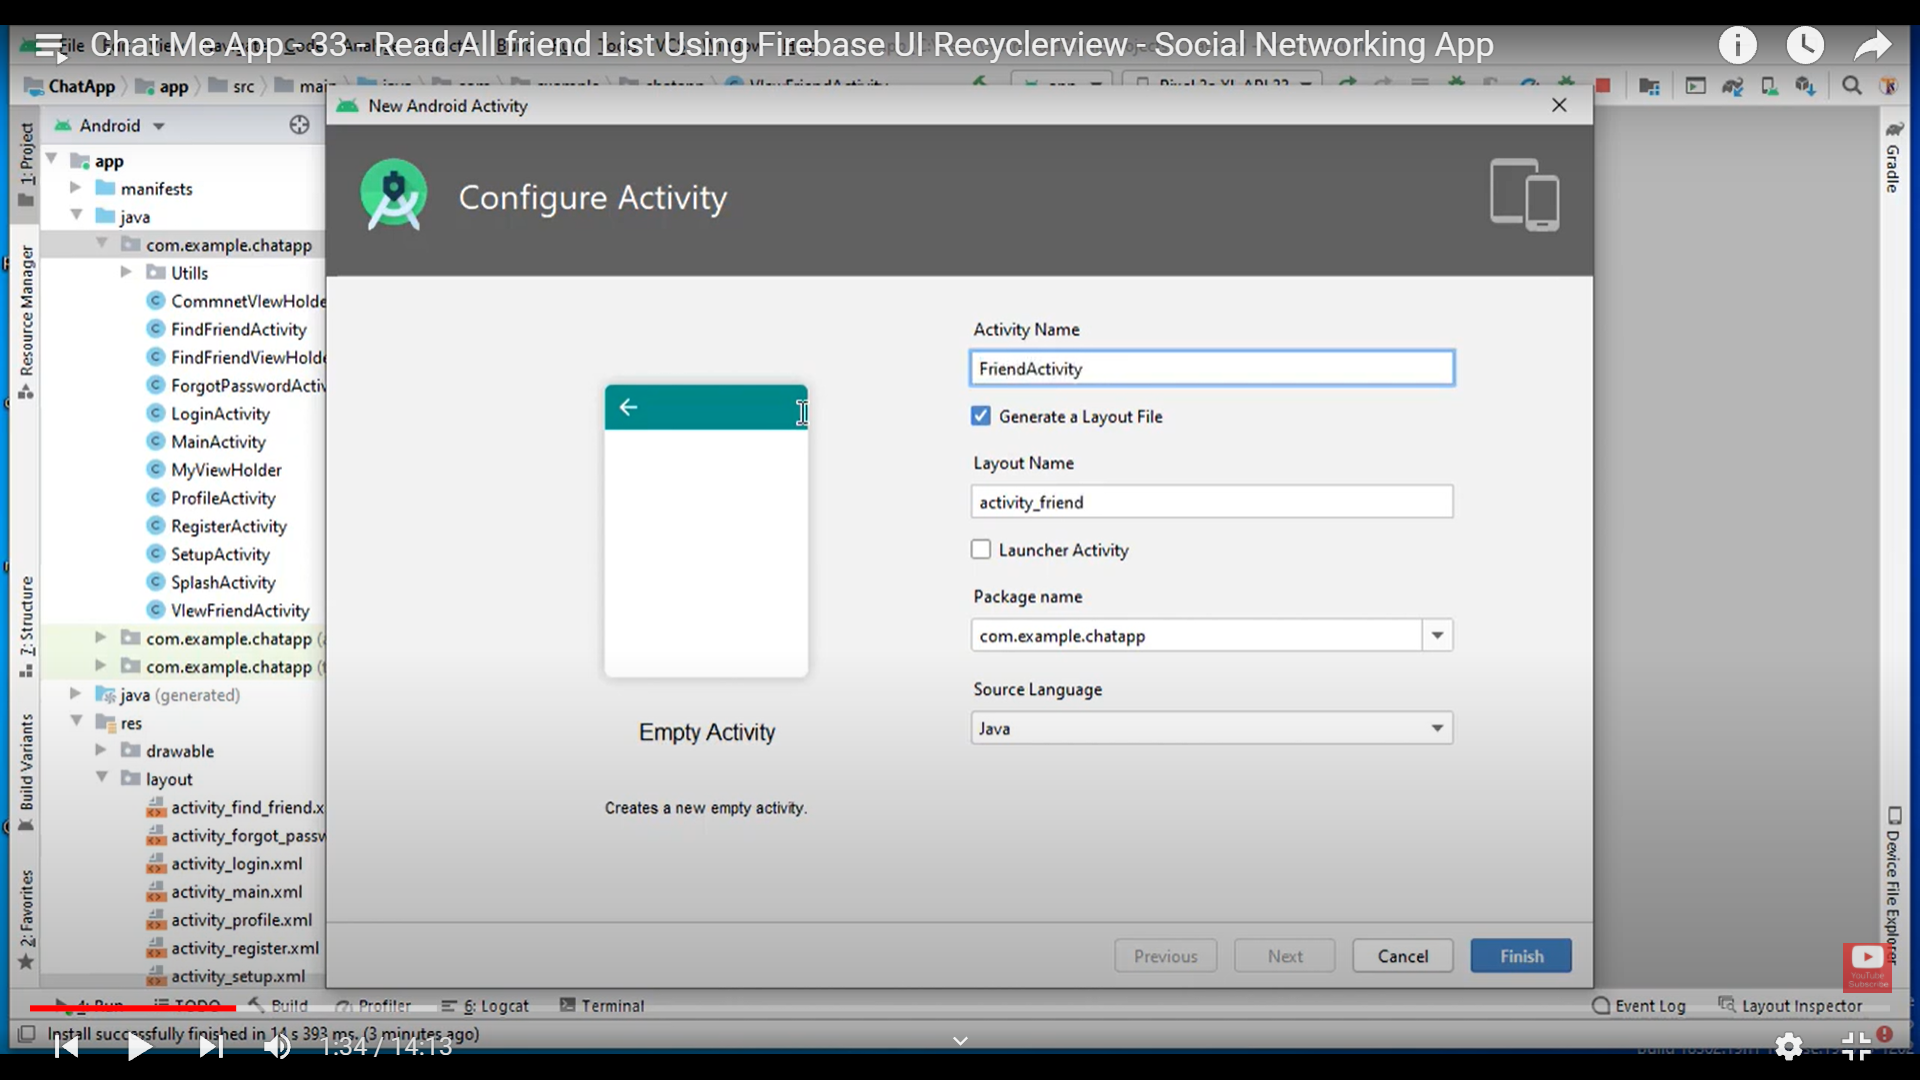 Chat Me App - 33 - Read All friend List Using Firebase UI Recyclerview - Social Networking App
ChatApp
app
src
New Android Activity
Android
Configure Activity
app
manifests
java
com.example.chatapp
Utills
CommnetVIewHolde
FindFriendActivity
FindFriendViewHolde
ForgotPasswordActiv
LoginActivity
MainActivity
MyViewHolder
ProfileActivity
RegisterActivity
SetupActivity
SplashActivity
VIewFriendActivity
com.example.chatapp
com.example.chatapp
java (generated)
res
drawable
layout
activity_find_friend.x
activity_forgot_passw
activity_login.xml
activity_main.xml
activity_profile.xml
activity_register.xml
activity_setup.xml
1: Project
Resource Manager
7: Structure
Build Variants
2: Favorites
Empty Activity
Creates a new empty activity.
Activity Name
FriendActivity
Generate a Layout File
Layout Name
activity_friend
Launcher Activity
Package name
com.example.chatapp
Source Language
Java
Previous
Next
Cancel
Finish
Gradle
Device File Explorer
YouTube
Subscribe
4: Run
TODO
Build
Profiler
6: Logcat
Terminal
Event Log
Layout Inspector
Install successfully finished in 14 s 393 ms. (3 minutes ago)
1:34 / 14:13